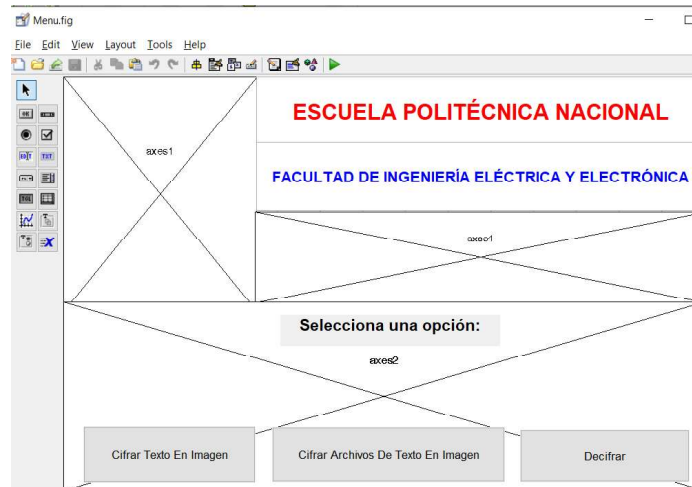 Menu.fig
File Edit View Layout Tools Help
ESCUELA POLITÉCNICA NACIONAL
axes1
FACULTAD DE INGENIERÍA ELÉCTRICA Y ELECTRÓNICA
Selecciona una opción:
axes2
Cifrar Texto En Imagen
Cifrar Archivos De Texto En Imagen
Decifrar